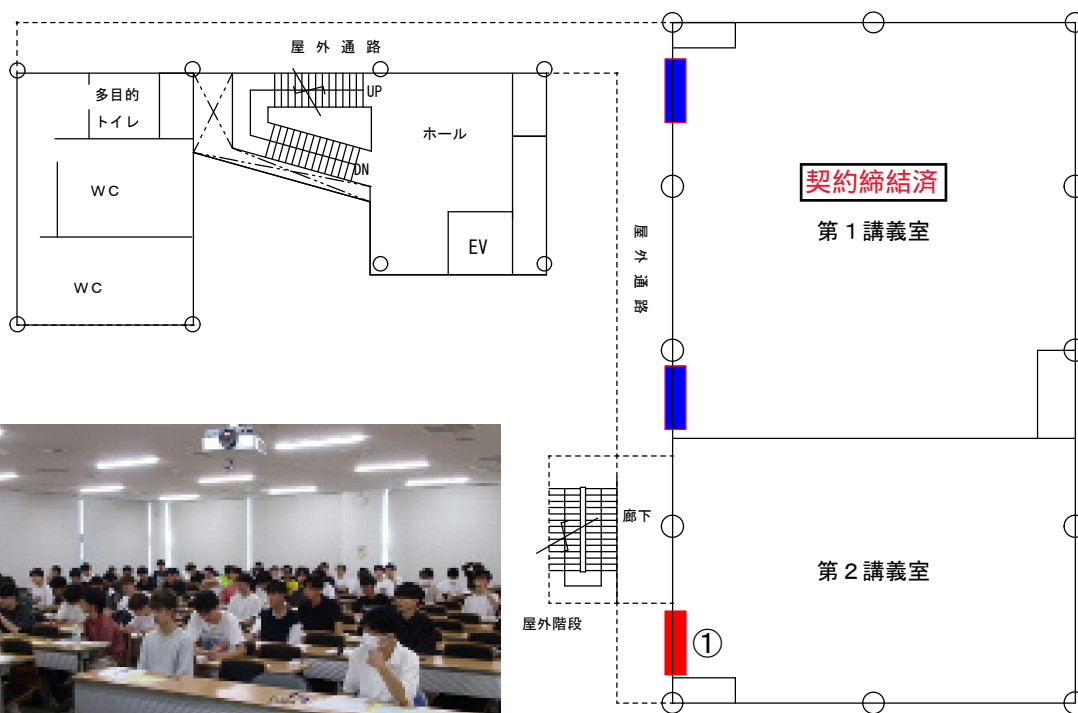 屋外通路
多目的
トイレ
UP
ホール
DN
WC
EV
WC
契約締結済
第1講義室
屋外通路
廊下
第2講義室
屋外階段
①